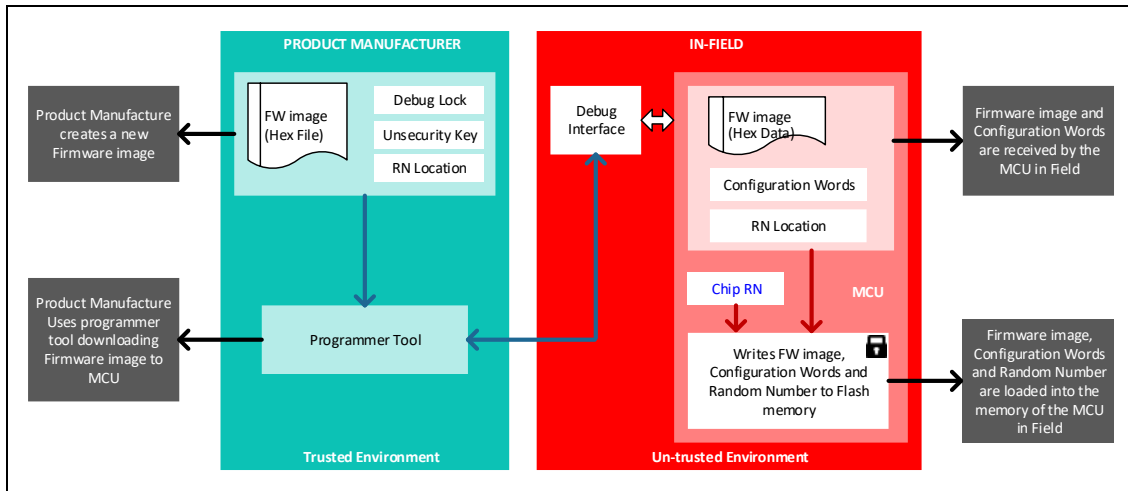 PRODUCT MANUFACTURER
IN-FIELD
Product Manufacture
creates a new
Firmware image
FW image
(Hex File)
Debug Lock
Unsecurity Key
RN Location
Debug
Interface
FW image
(Hex Data)
Configuration Words
RN Location
Firmware image and
Configuration Words
are received by the
MCU in Field
Product Manufacture
Uses programmer
tool downloading
Firmware image to
MCU
Programmer Tool
Chip RN
MCU
Writes FW image,
Configuration Words and
Random Number to Flash
memory
Firmware image,
Configuration Words
and Random Number
are loaded into the
memory of the MCU
in Field
Trusted Environment
Un-trusted Environment